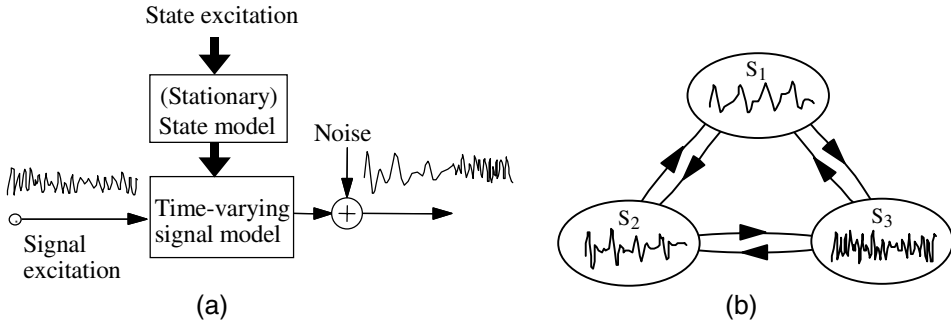 State excitation
(Stationary)
State model
Noise
Time-varying
signal model
+
Signal
excitation
(a)
S1
S2
S3
(b)